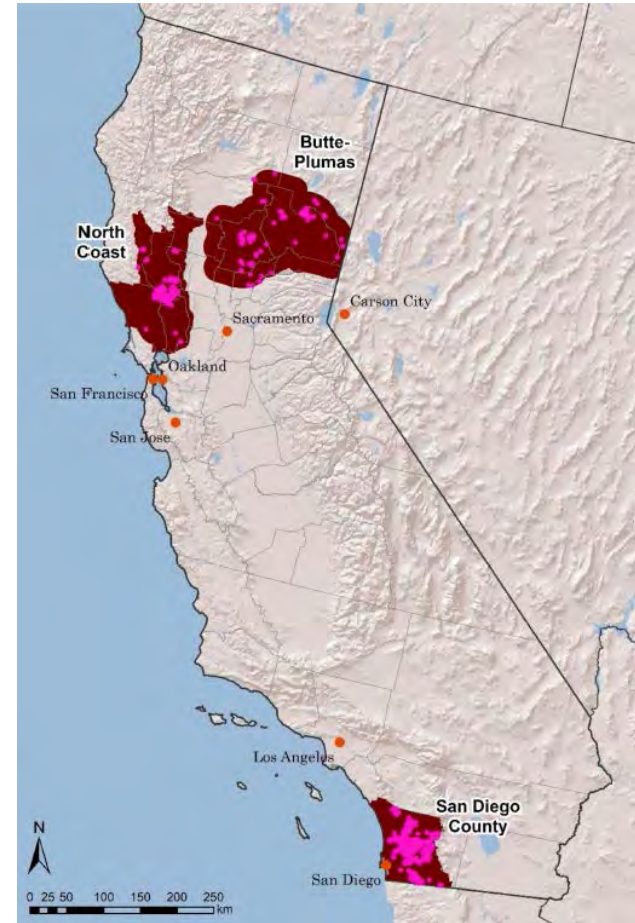 Butte-
Plumas
North
Coast
Carson City
Sacramento
Oakland
San Francisco
San Jose
Los Angeles
San Diego
County
San Diego
N
0 25 50 100 150 200 250
km